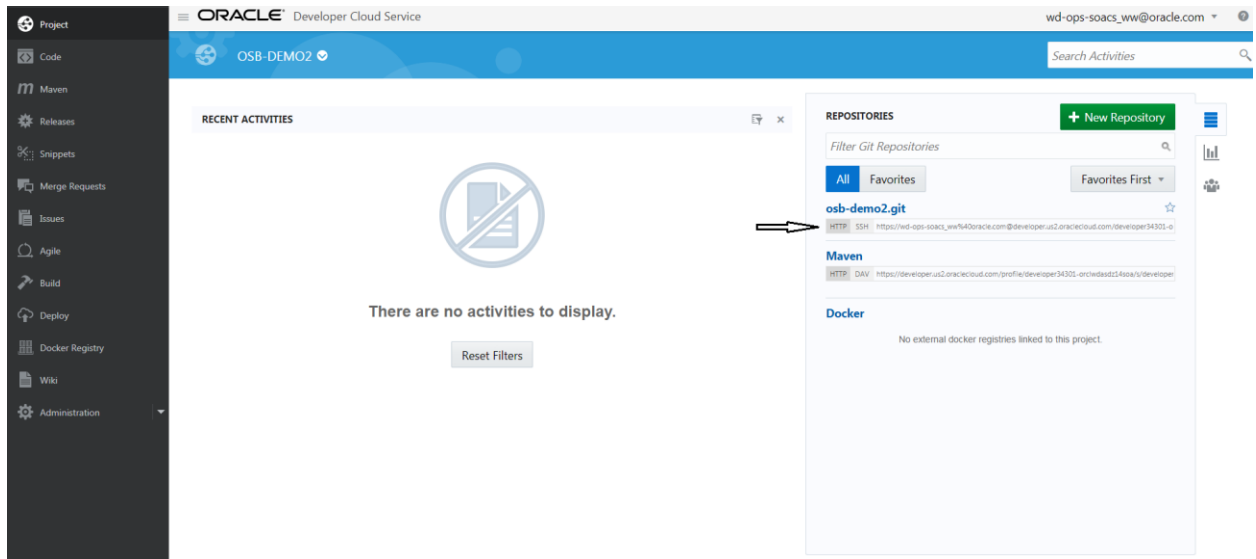 Project
ORACLE® Developer Cloud Service
wd-ops-soacs_ww@oracle.com
Code
OSB-DEMO2
Search Activities
Maven
Releases
Snippets
Merge Requests
Issues
Agile
Build
Deploy
Docker Registry
Wiki
Administration
RECENT ACTIVITIES
There are no activities to display.
Reset Filters
REPOSITORIES
New Repository
Filter Git Repositories
All Favorites
Favorites First
osb-demo2.git
HTTP SSH https://wd-ops-soacs_ww%40oracle.com@developer.us2.oraclecloud.com/developer34301-o
Maven
HTTP DAV https://developer.us2.oraclecloud.com/profile/
Docker
No external docker registries linked to this project.